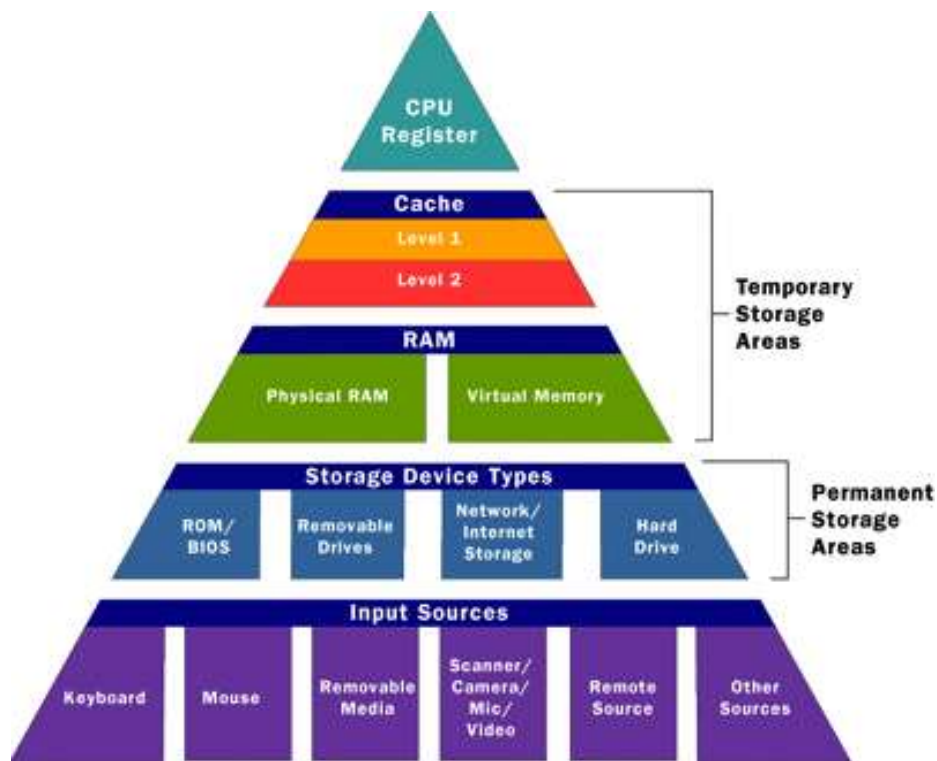 CPU
Register
Cache
Level 1
Level 2
Temporary
Storage
Areas
RAM
Physical RAM
Virtual Memory
Storage Device Types
ROM/
BIOS
Removable
Drives
Network/
Internet
Storage
Hard
Drive
Permanent
Storage
Areas
Input Sources
Keyboard
Mouse
Removable
Media
Scanner/
Camera/
Mic/
Video
Remote
Source
Other
Sources